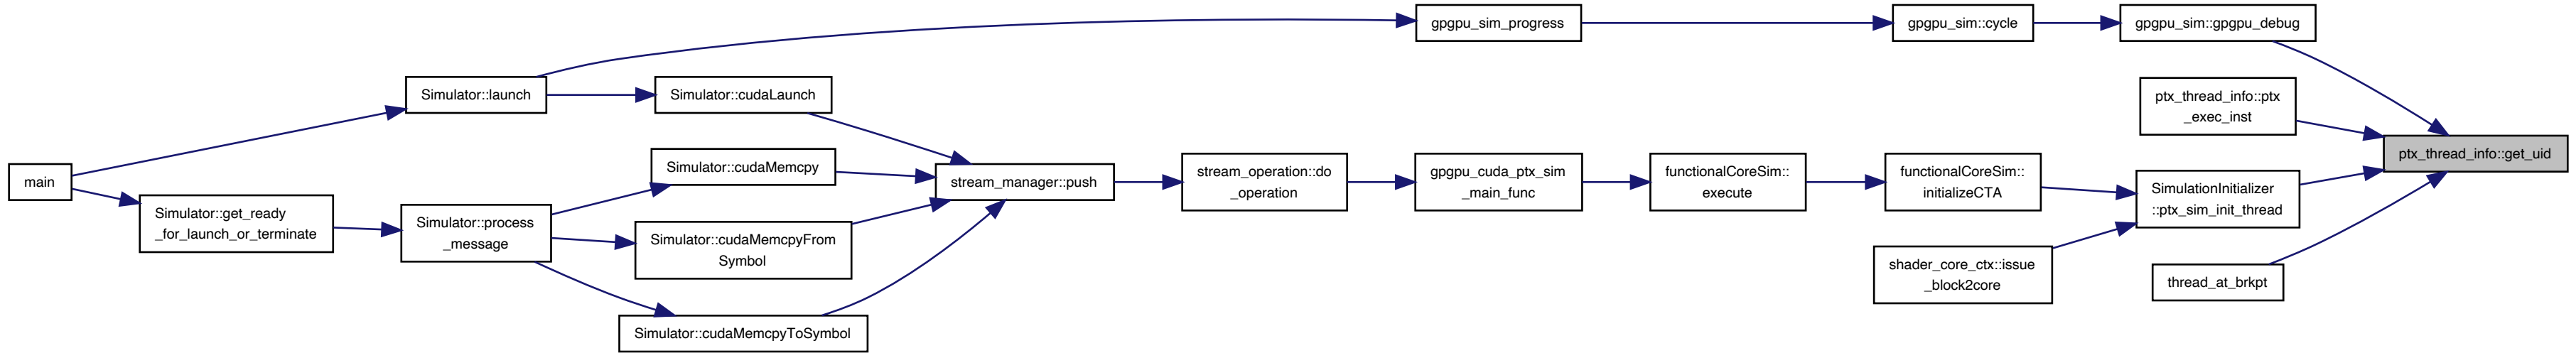 main
Simulator::get_ready
_for_launch_or_terminate
Simulator::launch
Simulator::process
_message
Simulator::cudaLaunch
Simulator::cudaMemcpy
Simulator::cudaMemcpyFrom
Symbol
Simulator::cudaMemcpyToSymbol
stream_manager::push
stream_operation::do
_operation
gpgpu_sim_progress
gpgpu_cuda_ptx_sim
_main_func
functionalCoreSim::
execute
gpgpu_sim::cycle
functionalCoreSim::
initializeCTA
shader_core_ctx::issue
_block2core
gpgpu_sim::gpgpu_debug
ptx_thread_info::ptx
_exec_inst
SimulationInitializer
::ptx_sim_init_thread
thread_at_brkpt
ptx_thread_info::get_uid